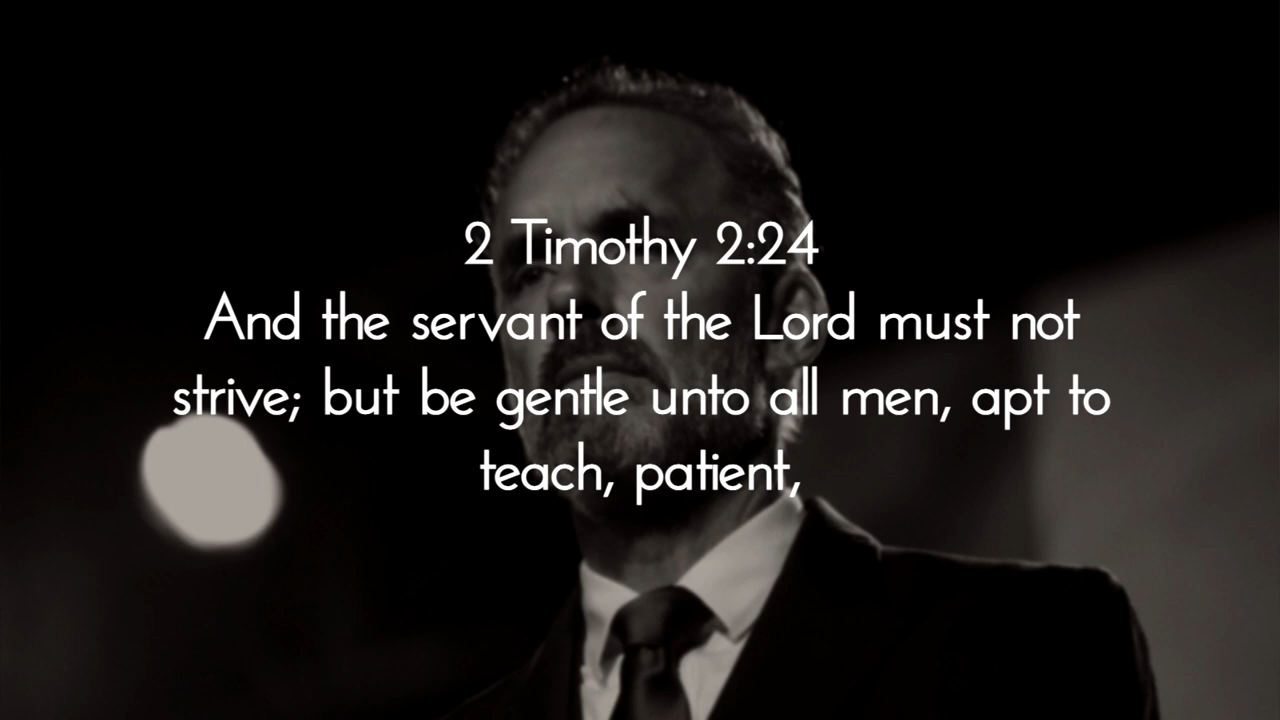 2 Timothy 2:24
And the servant of the Lord must not
strive; but be gentle unto all men, apt to
teach, patient,